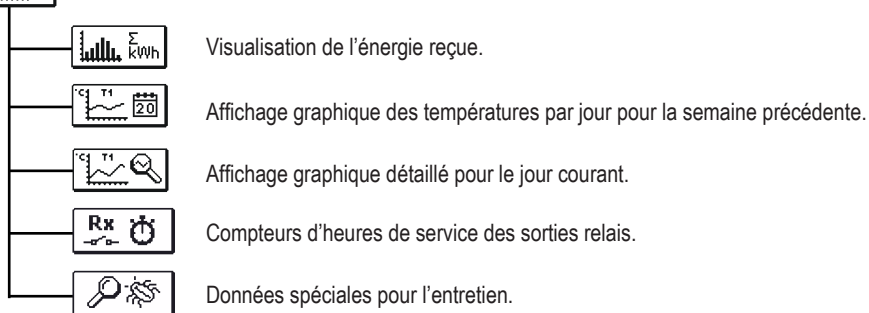 Σ
kWh
Visualisation de l’énergie reçue.
°C T1
20
Affichage graphique des températures par jour pour la semaine précédente.
°C T1
Affichage graphique détaillé pour le jour courant.
Rx
Compteurs d’heures de service des sorties relais.
Données spéciales pour l’entretien.